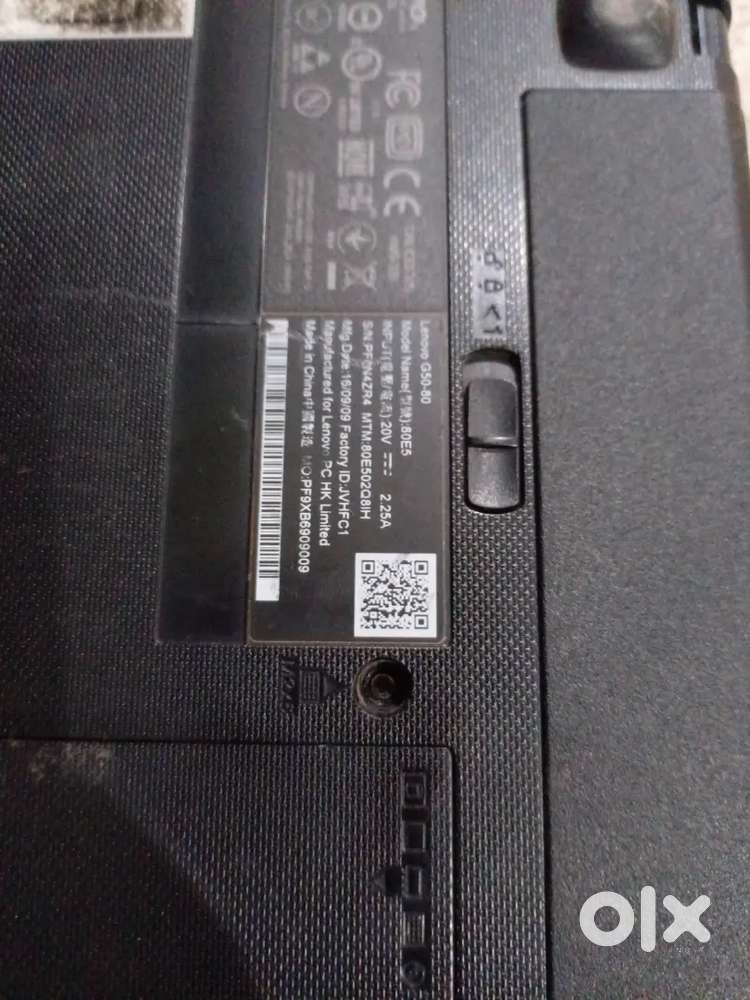 Lenovo G50-80
Model Name(型號):80E5
INPUT(電壓/電流):20V ⎓ 2.25A
MTM:80E502Q8IH
Mfg Date:16/09/09 Factory ID:JVHFC1
Manufactured for Lenovo PC HK Limited
Made in China中國製造 MO:PF9XB6909009
FC
CE
olx